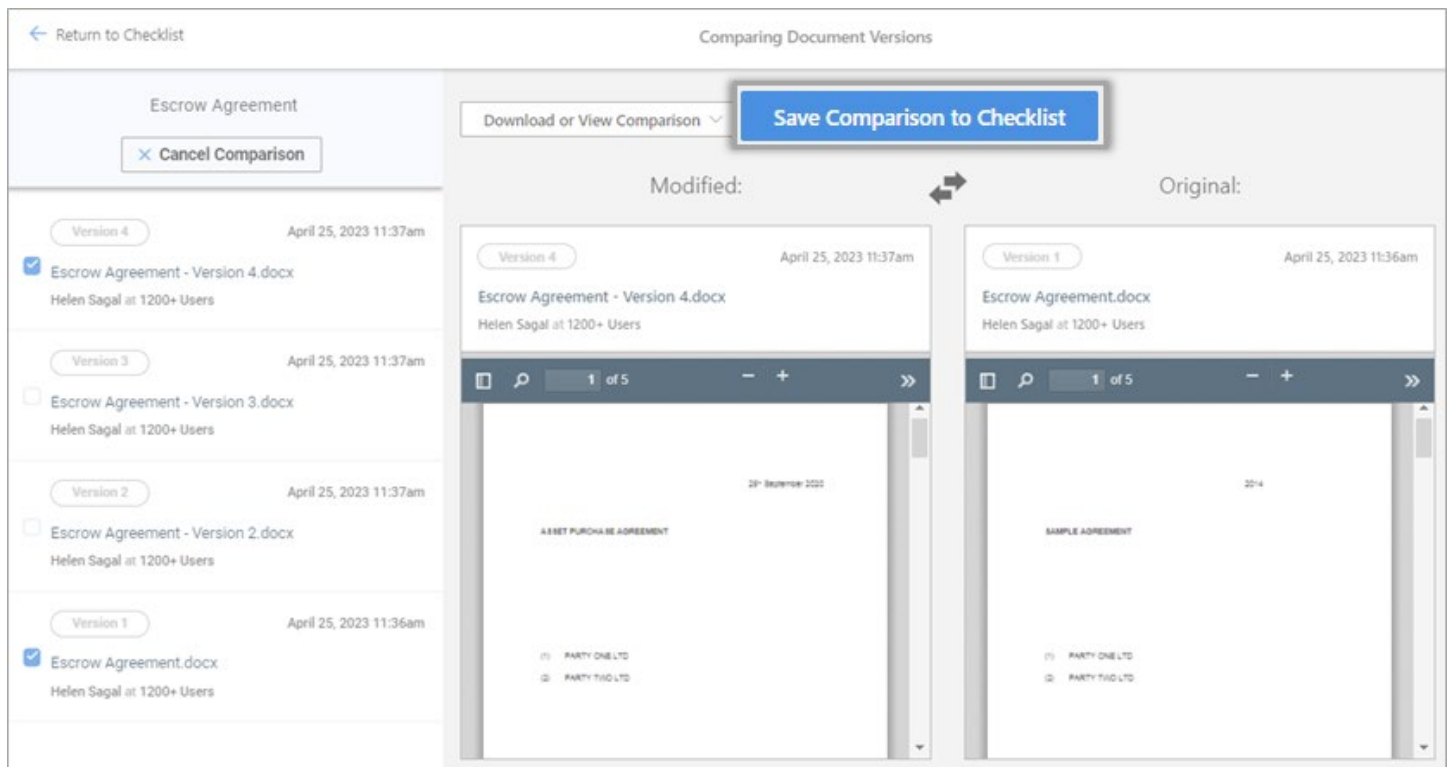 Return to Checklist
Comparing Document Versions
Escrow Agreement
Cancel Comparison
Version 4 April 25, 2023 11:37am
Escrow Agreement - Version 4.docx
Helen Sagal at 1200+ Users
Version 3 April 25, 2023 11:37am
Escrow Agreement - Version 3.docx
Helen Sagal at 1200+ Users
Version 2 April 25, 2023 11:37am
Escrow Agreement - Version 2.docx
Helen Sagal at 1200+ Users
Version 1 April 25, 2023 11:36am
Escrow Agreement.docx
Helen Sagal at 1200+ Users
Download or View Comparison
Save Comparison to Checklist
Modified:
Original:
Version 4 April 25, 2023 11:37am
Escrow Agreement - Version 4.docx
Helen Sagal at 1200+ Users
1 of 5
September 2020
ASSET PURCHASE AGREEMENT
(1) PARTY ONE LTD
(2) PARTY TWO LTD
Version 1 April 25, 2023 11:36am
Escrow Agreement.docx
Helen Sagal at 1200+ Users
1 of 5
2014
SAMPLE AGREEMENT
(1) PARTY ONE LTD
(2) PARTY TWO LTD